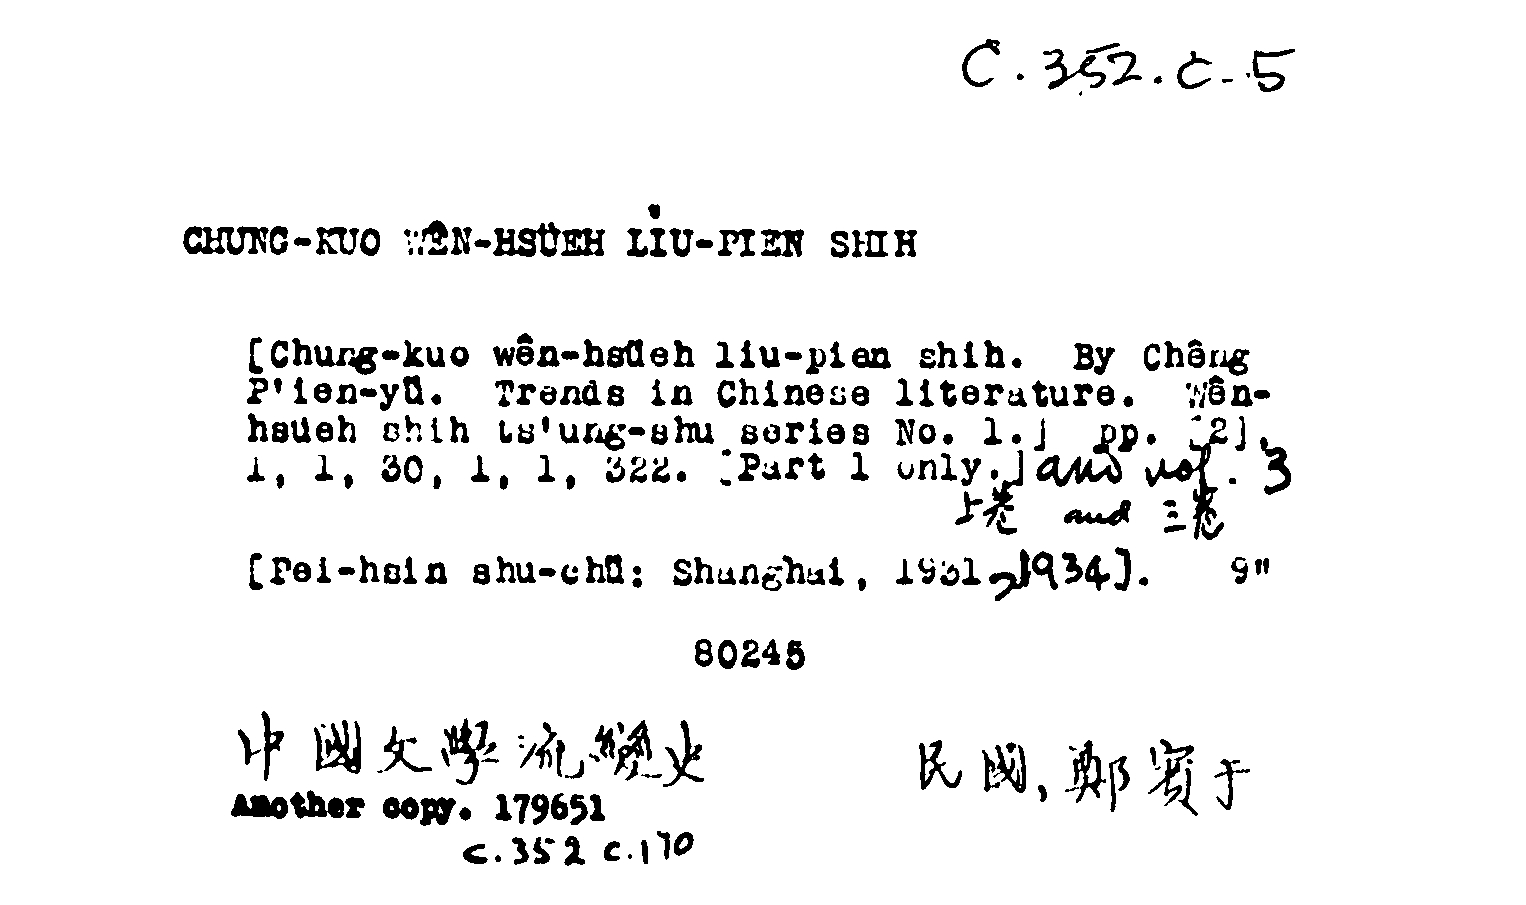 C.352.c.5
CHUNG-KUO WÊN-HSÜEH LIU-PIEN SHIH
[Chung-kuo wên-hsüeh liu-pien shih. By Chêng
P'ien-yü. Trends in Chinese literature. Wên-
hsüeh shih ts'ung-shu series No. 1.] pp. [2],
1, 1, 30, 1, 1, 322. [Part 1 only.] and vol. 3
上卷 and 三卷
[Pei-hsin shu-chü: Shanghai, 1931, 1934]. 9"
80245
中國文學流變史
民國, 鄭賓于
Another copy. 179651
c.352 c.170